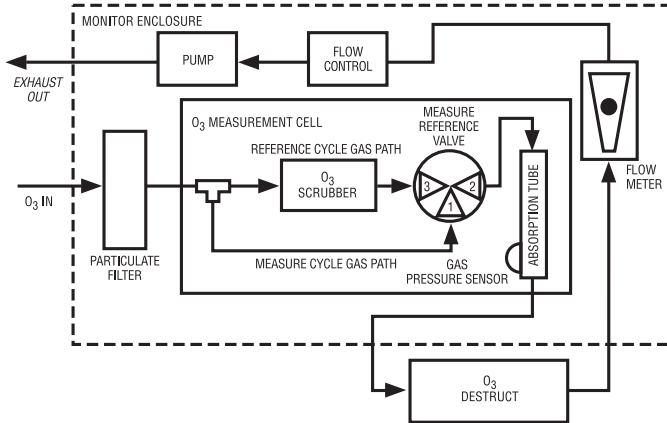 MONITOR ENCLOSURE
PUMP
FLOW
CONTROL
EXHAUST
OUT
O₃ MEASUREMENT CELL
MEASURE
REFERENCE
VALVE
REFERENCE CYCLE GAS PATH
O₃
SCRUBBER
3
2
1
ABSORPTION TUBE
FLOW
METER
O₃ IN
PARTICULATE
FILTER
MEASURE CYCLE GAS PATH
GAS
PRESSURE SENSOR
O₃
DESTRUCT